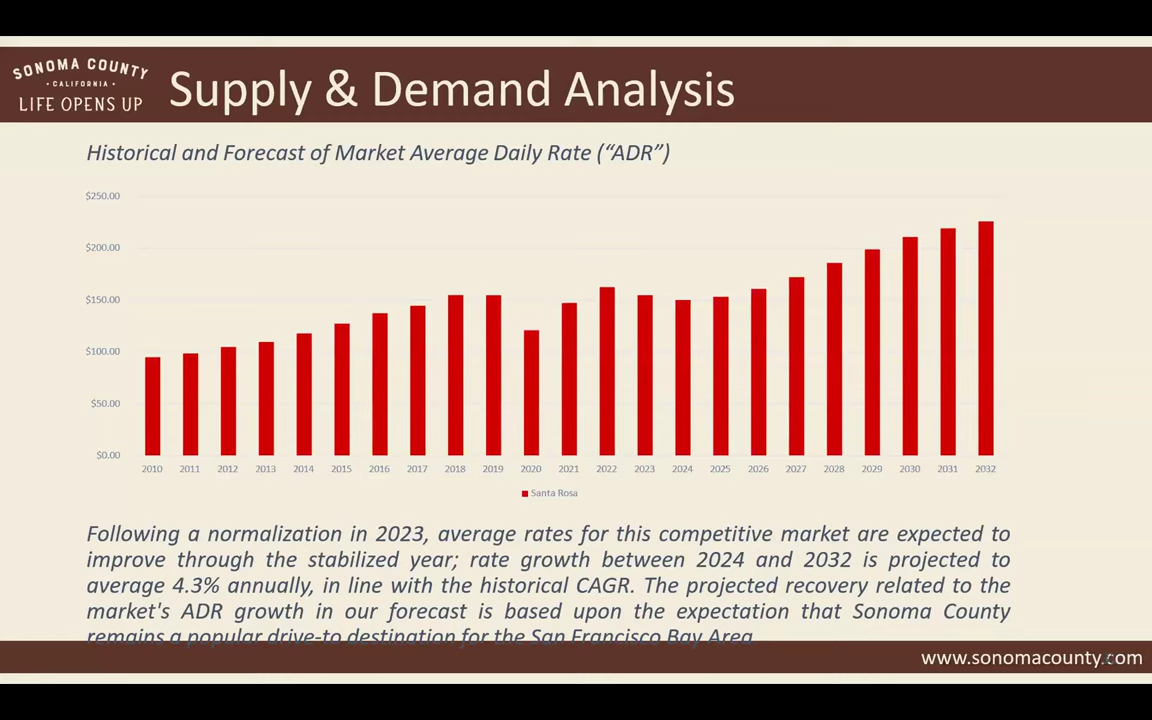 SONOMA COUNTY
• CALIFORNIA •
LIFE OPENS UP
Supply & Demand Analysis
Historical and Forecast of Market Average Daily Rate (“ADR”)
$250.00
$200.00
$150.00
$100.00
$50.00
$0.00
2010 2011 2012 2013 2014 2015 2016 2017 2018 2019 2020 2021 2022 2023 2024 2025 2026 2027 2028 2029 2030 2031 2032
Santa Rosa
Following a normalization in 2023, average rates for this competitive market are expected to
improve through the stabilized year; rate growth between 2024 and 2032 is projected to
average 4.3% annually, in line with the historical CAGR. The projected recovery related to the
market's ADR growth in our forecast is based upon the expectation that Sonoma County
remains a popular drive-to destination for the San Francisco Bay Area.
www.sonomacounty.com